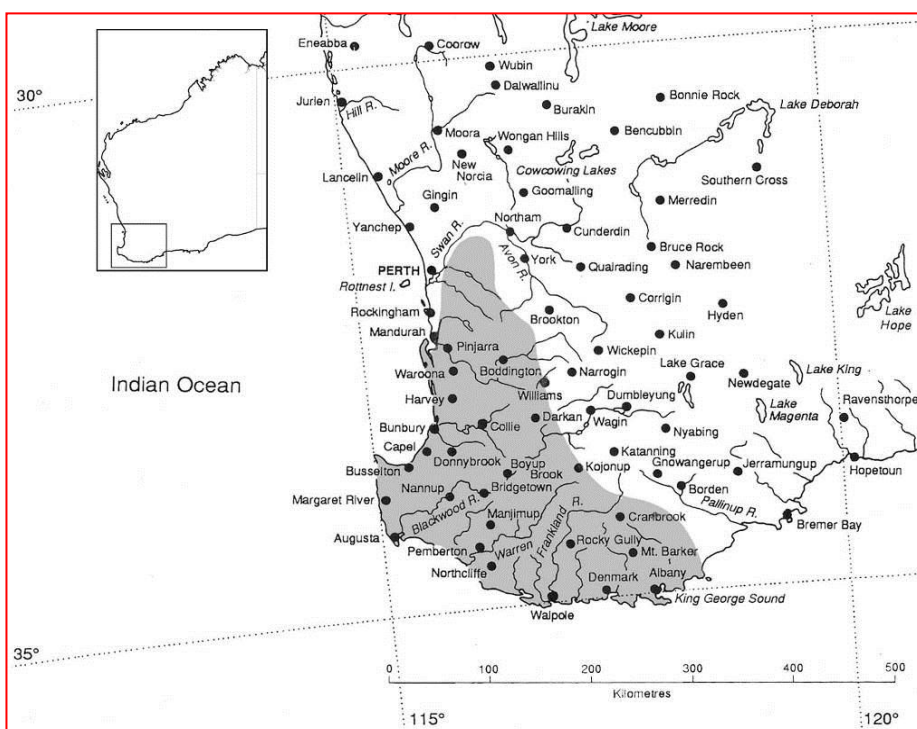 Lake Moore
Eneabba
Coorow
Wubin
Dalwallinu
30°
Jurien
Hill R.
Burakin
Bonnie Rock
Lake Deborah
Moora
Wongan Hills
Bencubbin
Moore R.
New
Norcia
Cowcowing Lakes
Southern Cross
Lancelin
Gingin
Goomalling
Merredin
Yanchep
Swan R.
Northam
Cunderdin
Bruce Rock
Avon R.
York
Quairading
Narembeen
PERTH
Rottnest I.
Corrigin
Hyden
Lake
Hope
Rockingham
Brookton
Mandurah
Kulin
Pinjarra
Wickepin
Indian Ocean
Waroona
Boddington
Narrogin
Lake Grace
Newdegate
Lake King
Ravensthorpe
Harvey
Williams
Dumbleyung
Lake
Magenta
Bunbury
Collie
Darkan
Wagin
Nyabing
Capel
Donnybrook
Katanning
Busselton
Boyup
Brook
Kojonup
Gnowangerup
Jerramungup
Hopetoun
Margaret River
Nannup
Bridgetown
Borden
Blackwood R.
Pallinup R.
Manjimup
Frankland R.
Cranbrook
Bremer Bay
Augusta
Pemberton
Warren
Rocky Gully
Mt. Barker
Northcliffe
Denmark
Albany
King George Sound
Walpole
35°
0 100 200 300 400 500
Kilometres
115°
120°